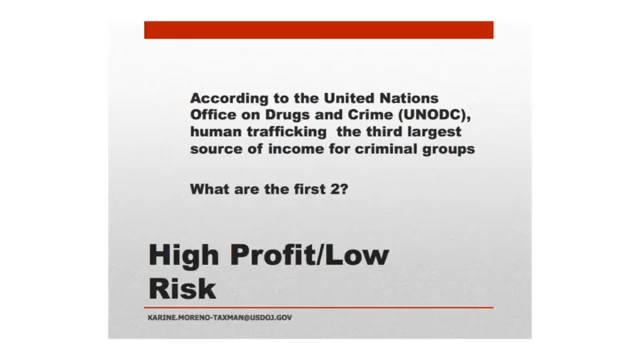 According to the United Nations
Office on Drugs and Crime (UNODC),
human trafficking the third largest
source of income for criminal groups
What are the first 2?
High Profit/Low
Risk
KARINE.MORENO-TAXMAN@USDOJ.GOV